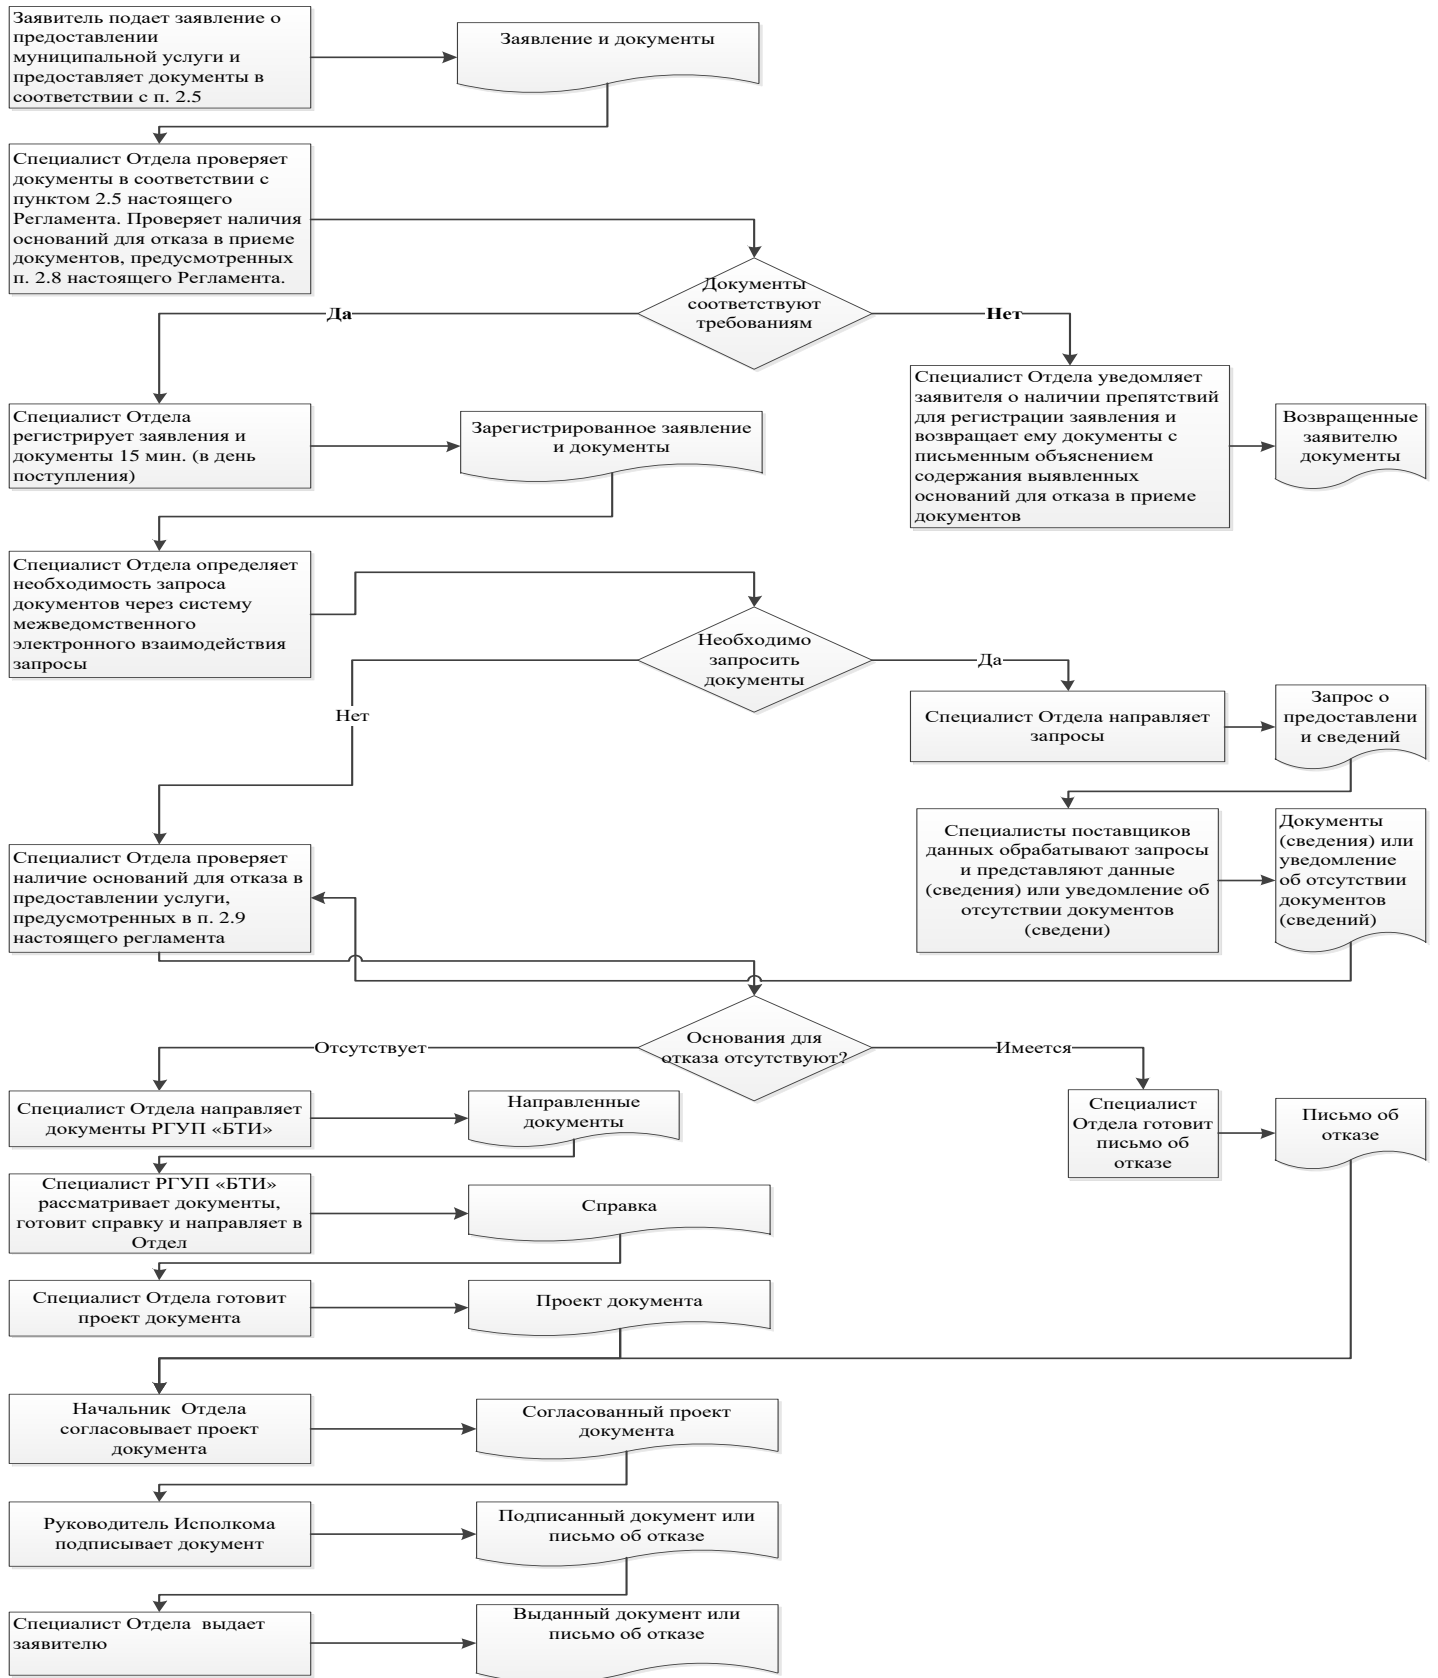 Заявитель подает заявление о
предоставлении
муниципальной услуги и
предоставляет документы в
соответствии с п. 2.5
Заявление и документы
Специалист Отдела проверяет
документы в соответствии с
пунктом 2.5 настоящего
Регламента. Проверяет наличия
оснований для отказа в приеме
документов, предусмотренных
п. 2.8 настоящего Регламента.
Документы
соответствуют
требованиям
Да
Нет
Специалист Отдела
регистрирует заявления и
документы 15 мин. (в день
поступления)
Зарегистрированное заявление
и документы
Специалист Отдела уведомляет
заявителя о наличии препятствий
для регистрации заявления и
возвращает ему документы с
письменным объяснением
содержания выявленных
оснований для отказа в приеме
документов
Возвращенные
заявителю
документы
Специалист Отдела определяет
необходимость запроса
документов через систему
межведомственного
электронного взаимодействия
запросы
Необходимо
запросить
документы
Да
Нет
Специалист Отдела направляет
запросы
Запрос о
предоставлени
и сведений
Специалисты поставщиков
данных обрабатывают запросы
и представляют данные
(сведения) или уведомление об
отсутствии документов
(сведени)
Документы
(сведения) или
уведомление
об отсутствии
документов
(сведений)
Специалист Отдела проверяет
наличие оснований для отказа в
предоставлении услуги,
предусмотренных в п. 2.9
настоящего регламента
Основания для
отказа отсутствуют?
Отсутствует
Имеется
Специалист Отдела направляет
документы РГУП «БТИ»
Направленные
документы
Специалист
Отдела готовит
письмо об
отказе
Письмо об
отказе
Специалист РГУП «БТИ»
рассматривает документы,
готовит справку и направляет в
Отдел
Справка
Специалист Отдела готовит
проект документа
Проект документа
Начальник Отдела
согласовывает проект
документа
Согласованный проект
документа
Руководитель Исполкома
подписывает документ
Подписанный документ или
письмо об отказе
Специалист Отдела выдает
заявителю
Выданный документ или
письмо об отказе